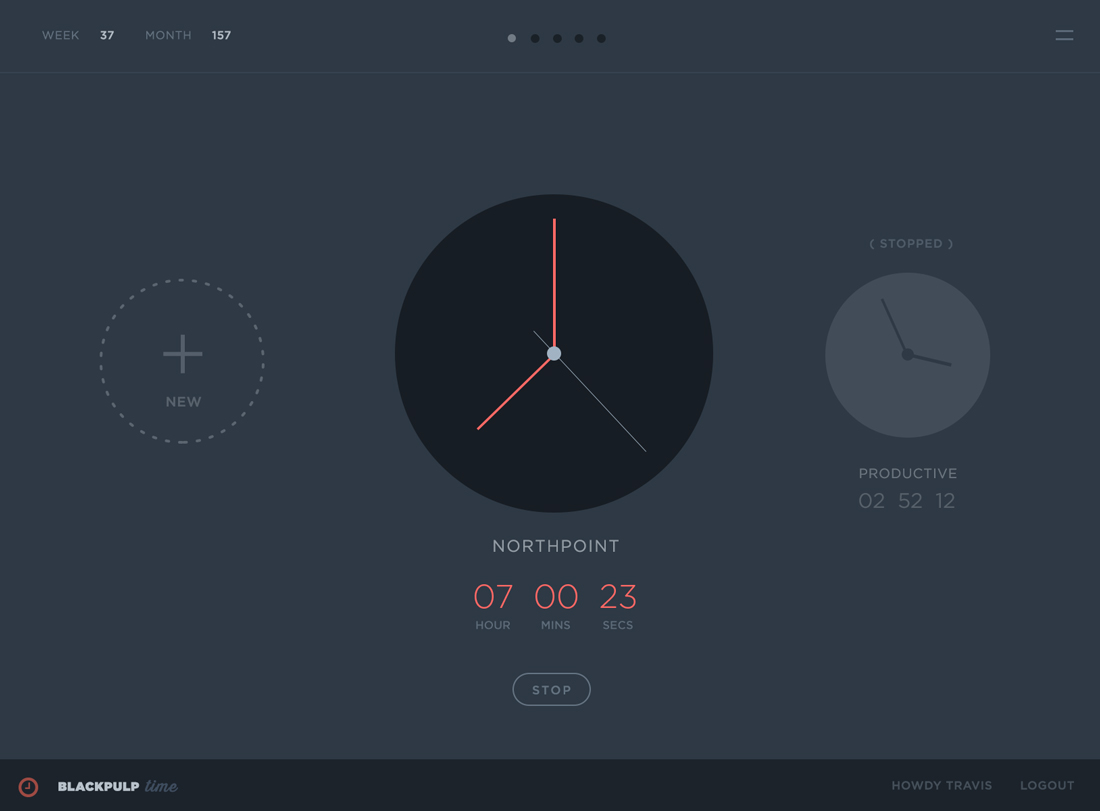 WEEK 37 MONTH 157
( STOPPED )
NEW
PRODUCTIVE
02 52 12
NORTHPOINT
07 00 23
HOUR MINS SECS
STOP
BLACKPULP time HOWDY TRAVIS LOGOUT